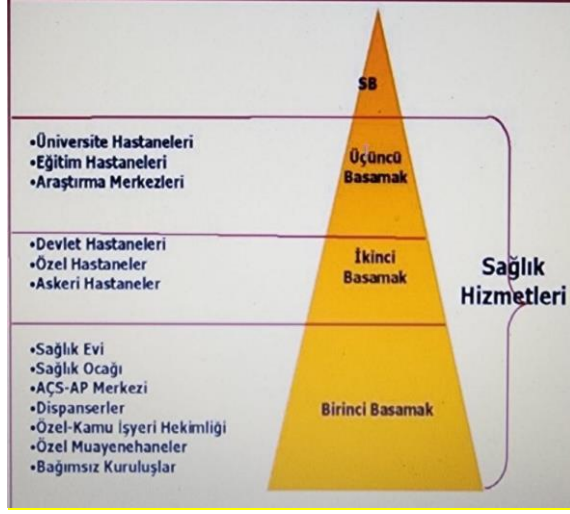 SB
•Üniversite Hastaneleri
•Eğitim Hastaneleri
•Araştırma Merkezleri
Üçüncü
Basamak
•Devlet Hastaneleri
•Özel Hastaneler
•Askeri Hastaneler
İkinci
Basamak
Sağlık
Hizmetleri
•Sağlık Evi
•Sağlık Ocağı
•AÇS-AP Merkezi
•Dispanserler
•Özel-Kamu İşyeri Hekimliği
•Özel Muayenehaneler
•Bağımsız Kuruluşlar
Birinci Basamak